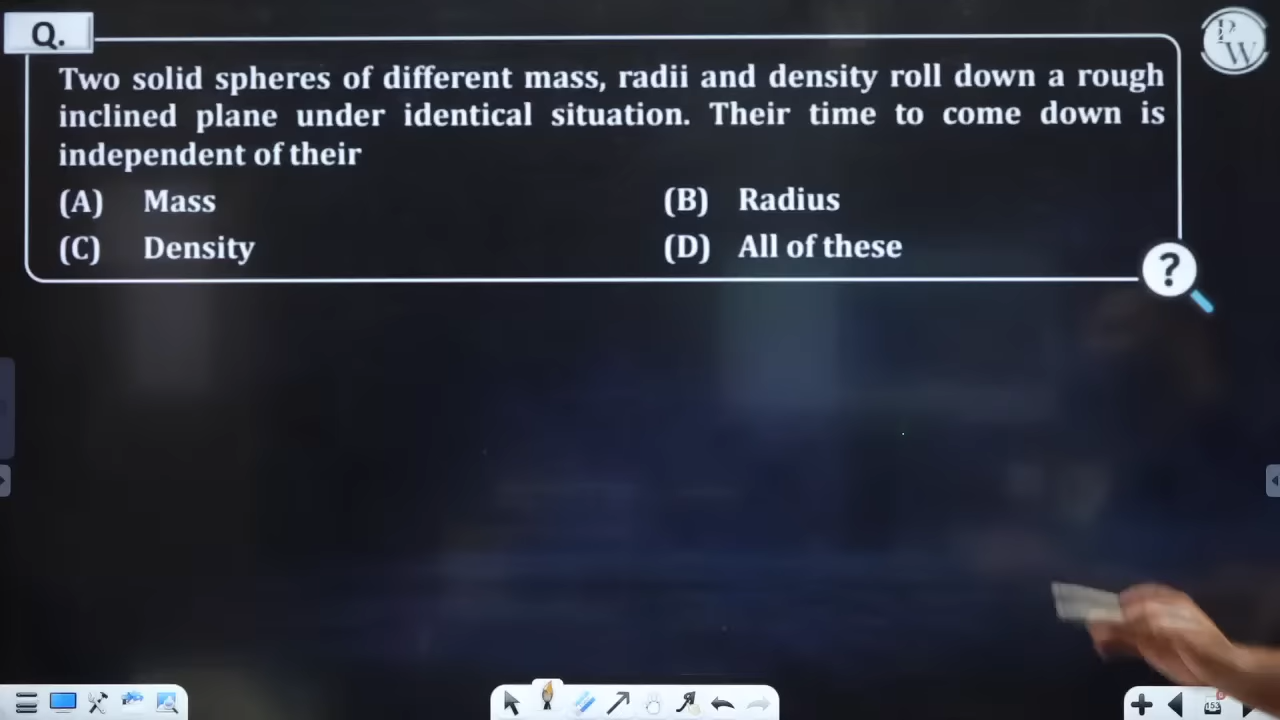 Q.
P
W
Two solid spheres of different mass, radii and density roll down a rough
inclined plane under identical situation. Their time to come down is
independent of their
(A) Mass (B) Radius
(C) Density (D) All of these
?
153